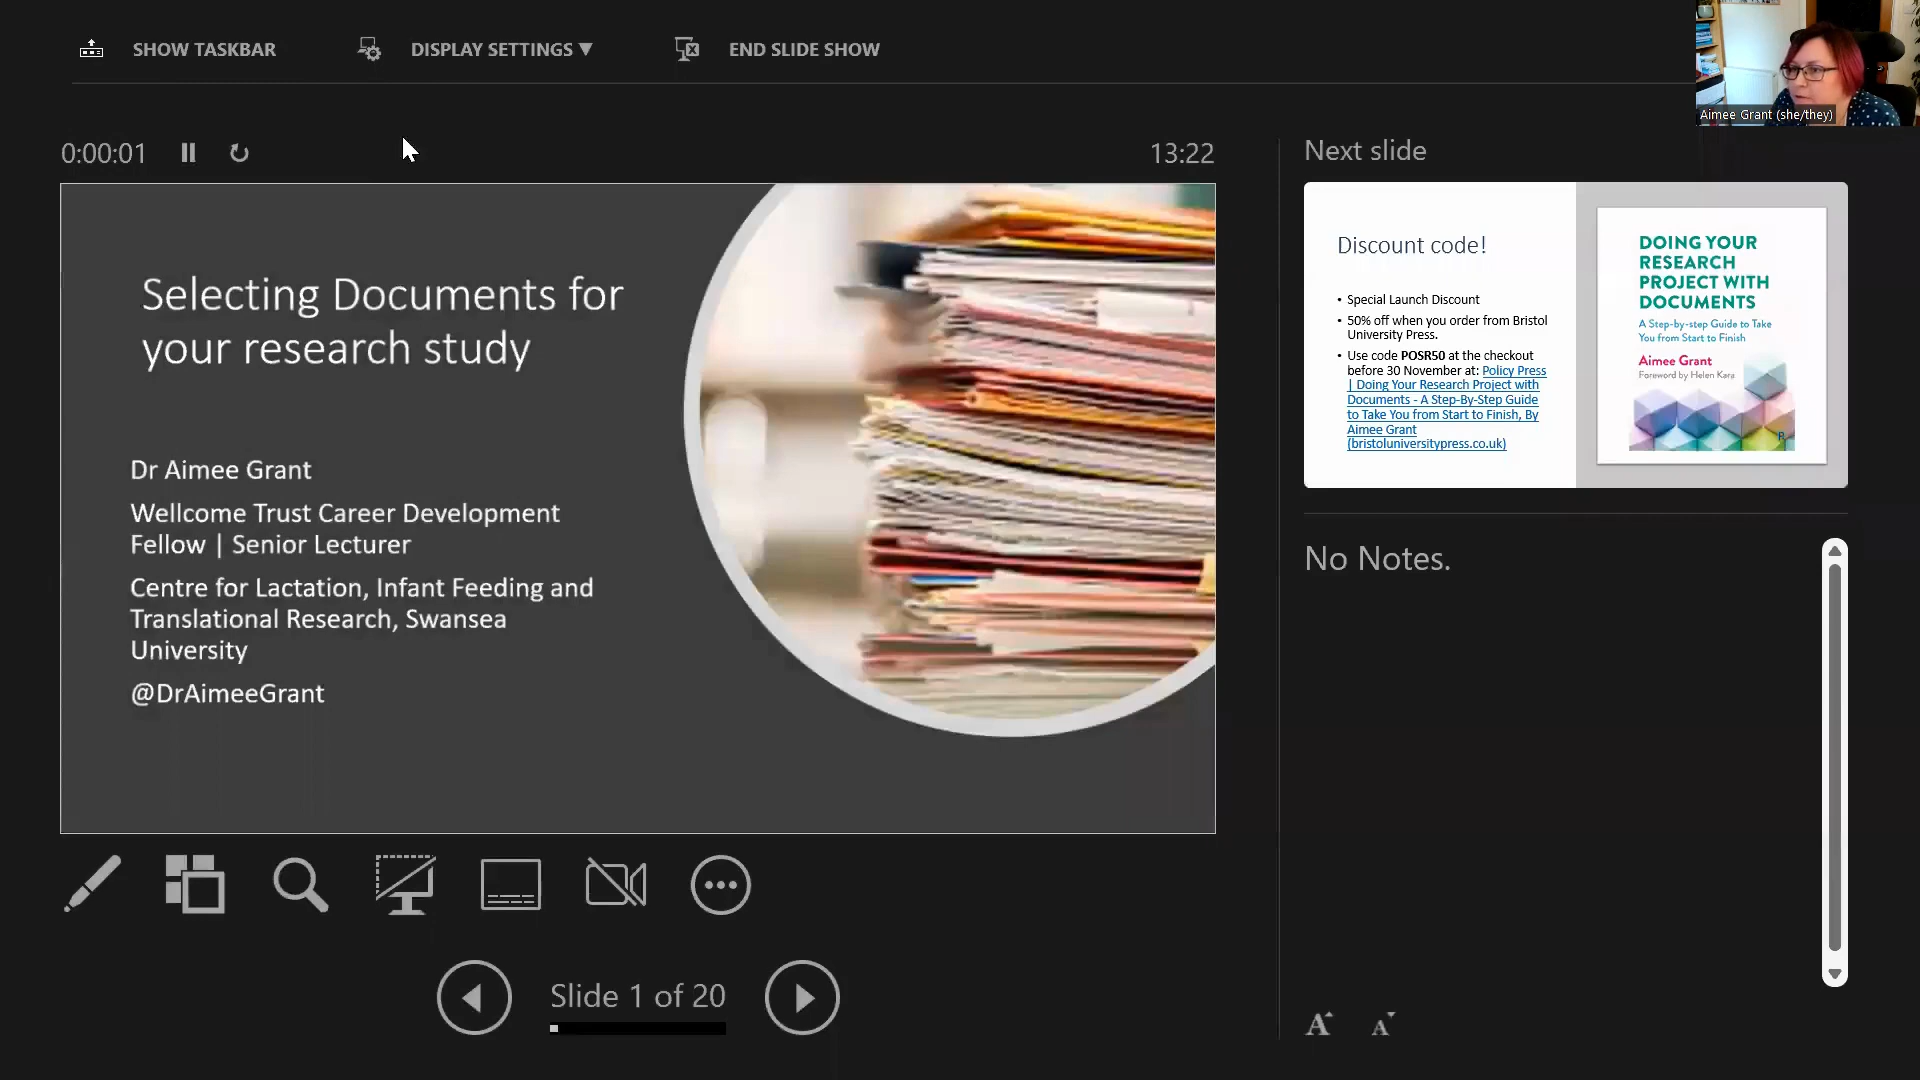 SHOW TASKBAR
DISPLAY SETTINGS ▼
END SLIDE SHOW
Aimee Grant (she/they)
0:00:01
13:22
Selecting Documents for
your research study
Dr Aimee Grant
Wellcome Trust Career Development
Fellow | Senior Lecturer
Centre for Lactation, Infant Feeding and
Translational Research, Swansea
University
@DrAimeeGrant
Slide 1 of 20
Next slide
Discount code!
• Special Launch Discount
• 50% off when you order from Bristol
University Press.
• Use code POSR50 at the checkout
before 30 November at: Policy Press
| Doing Your Research Project with
Documents - A Step-By-Step Guide
to Take You from Start to Finish, By
Aimee Grant
(bristoluniversitypress.co.uk)
DOING YOUR
RESEARCH
PROJECT WITH
DOCUMENTS
A Step-by-step Guide to Take
You from Start to Finish
Aimee Grant
Foreword by Helen Kara
No Notes.
A A